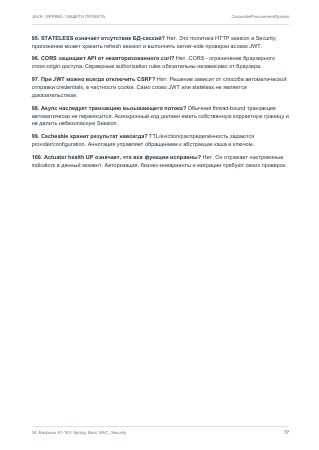 JAVA / SPRING / ЗАЩИТА ПРОЕКТА
CorporateProcurementSystem
95. STATELESS означает отсутствие БД-сессий? Нет. Это политика HTTP session в Security;
приложение может хранить refresh session и выполнять server-side проверки access JWT.
96. CORS защищает API от неавторизованного curl? Нет, CORS - ограничение браузерного
cross-origin доступа. Серверные authorization rules обязательны независимо от браузера.
97. При JWT можно всегда отключить CSRF? Нет. Решение зависит от способа автоматической
отправки credentials, в частности cookie. Само слово JWT или stateless не является
доказательством.
98. Async наследует транзакцию вызывающего потока? Обычная thread-bound транзакция
автоматически не переносится. Асинхронный код должен иметь собственную корректную границу и
не делить небезопасную Session.
99. Cacheable хранит результат навсегда? TTL/eviction/распределённость задаются
provider/configuration. Аннотация управляет обращением к абстракции кэша и ключом.
100. Actuator health UP означает, что все функции исправны? Нет. Он отражает настроенные
indicators в данный момент. Авторизация, бизнес-инварианты и миграции требуют своих проверок.
34. Вопросы 51-100: Spring, Boot, MVC, Security
77